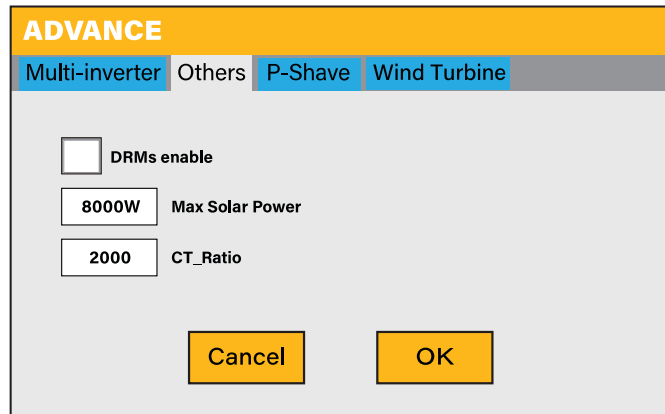 ADVANCE
Multi-inverter Others P-Shave Wind Turbine
DRMs enable
8000W Max Solar Power
2000 CT_Ratio
Cancel OK